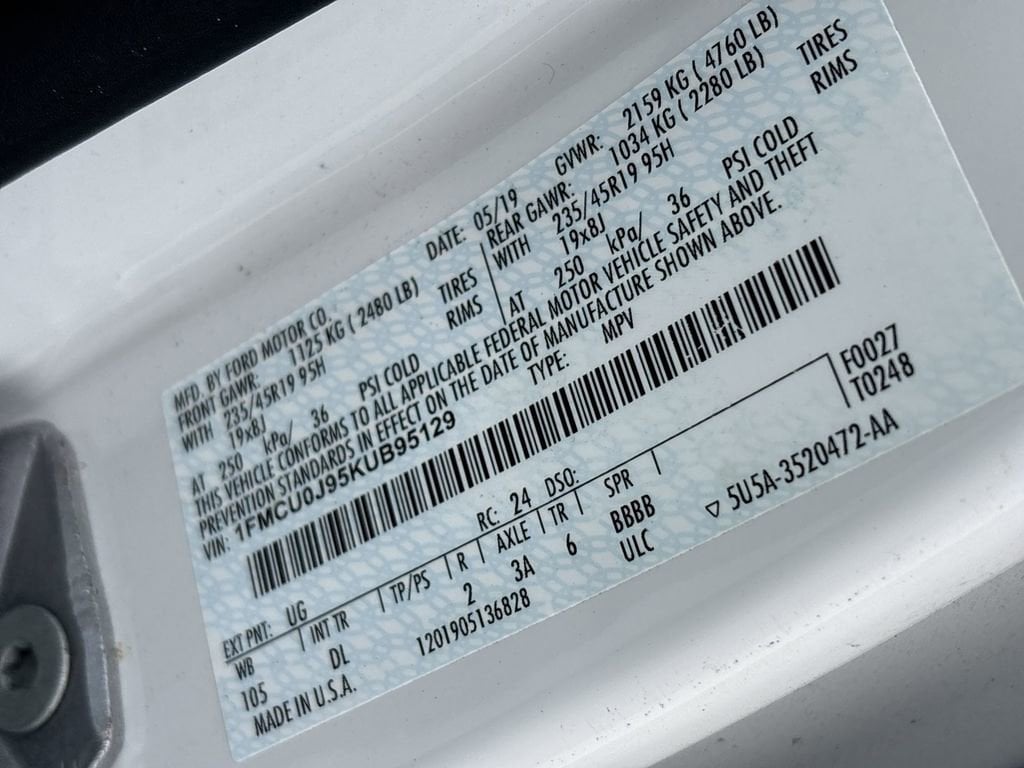 MFD. BY FORD MOTOR CO. DATE: 05/19 GVWR: 2159 KG ( 4760 LB)
FRONT GAWR: 1125 KG ( 2480 LB) REAR GAWR: 1034 KG ( 2280 LB)
WITH 235/45R19 95H TIRES WITH 235/45R19 95H TIRES
19x8J RIMS 19x8J RIMS
AT 250 kPa/ 36 PSI COLD AT 250 kPa/ 36 PSI COLD
THIS VEHICLE CONFORMS TO ALL APPLICABLE FEDERAL MOTOR VEHICLE SAFETY AND THEFT
PREVENTION STANDARDS IN EFFECT ON THE DATE OF MANUFACTURE SHOWN ABOVE.
VIN: 1FMCU0J95KUB95129 TYPE: MPV
F0027
T0248
EXT PNT: UG RC: 24 DSO:
WB INT TR TP/PS R AXLE TR SPR
105 DL 2 3A 6 BBBB
ULC
MADE IN U.S.A. 1201905136828 5U5A-3520472-AA